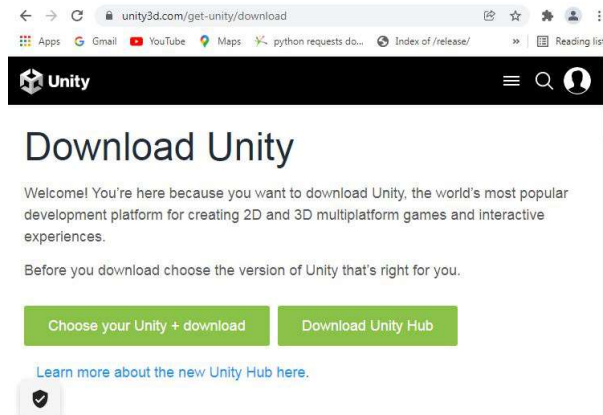 unity3d.com/get-unity/download
Apps Gmail YouTube Maps python requests do... Index of /release/ » Reading list
Unity
Download Unity
Welcome! You're here because you want to download Unity, the world's most popular
development platform for creating 2D and 3D multiplatform games and interactive
experiences.
Before you download choose the version of Unity that's right for you.
Choose your Unity + download Download Unity Hub
Learn more about the new Unity Hub here.